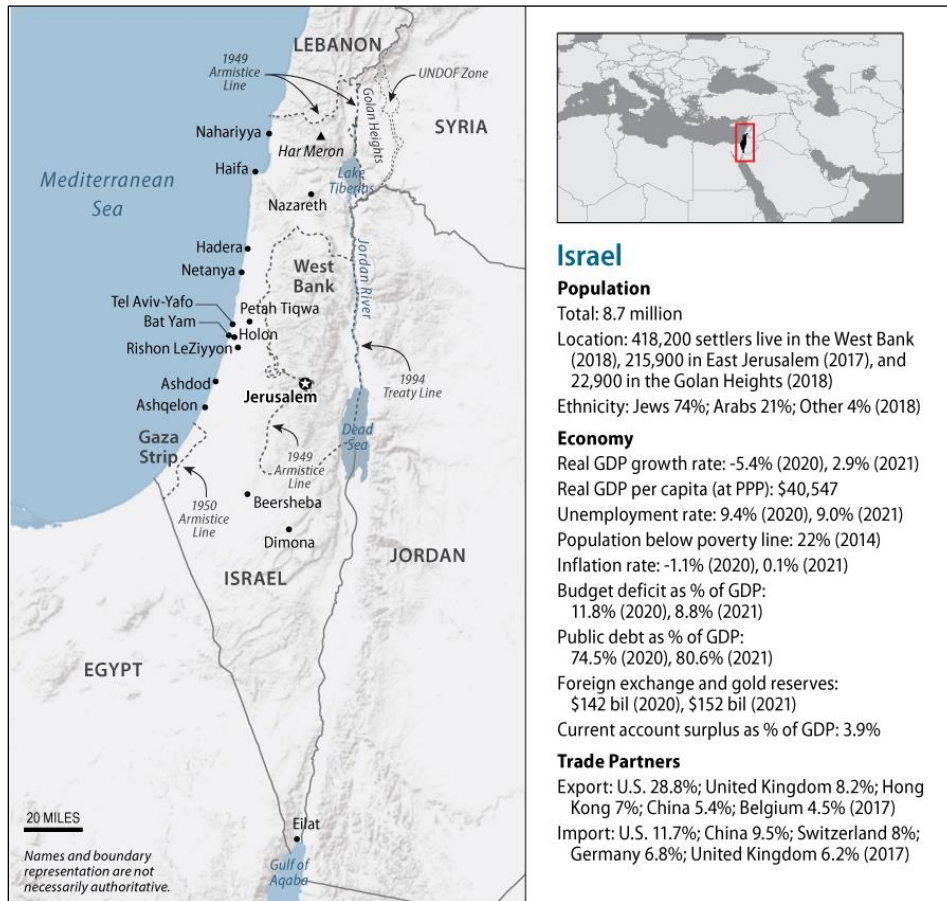 LEBANON
1949
Armistice
Line
UNDOF Zone
Golan Heights
SYRIA
Nahariyya
Har Meron
Haifa
Lake
Tiberias
Mediterranean
Sea
Nazareth
Hadera
West
Bank
Jordan River
Netanya
Tel Aviv-Yafo
Petah Tiqwa
Bat Yam
Holon
Rishon LeZiyyon
1994
Treaty Line
Ashdod
Jerusalem
Ashqelon
Dead
Sea
Gaza
Strip
1949
Armistice
Line
1950
Armistice
Line
Beersheba
Dimona
JORDAN
ISRAEL
EGYPT
20 MILES
Eilat
Gulf of
Aqaba
Names and boundary
representation are not
necessarily authoritative.
Israel
Population
Total: 8.7 million
Location: 418,200 settlers live in the West Bank
(2018), 215,900 in East Jerusalem (2017), and
22,900 in the Golan Heights (2018)
Ethnicity: Jews 74%; Arabs 21%; Other 4% (2018)
Economy
Real GDP growth rate: -5.4% (2020), 2.9% (2021)
Real GDP per capita (at PPP): $40,547
Unemployment rate: 9.4% (2020), 9.0% (2021)
Population below poverty line: 22% (2014)
Inflation rate: -1.1% (2020), 0.1% (2021)
Budget deficit as % of GDP:
11.8% (2020), 8.8% (2021)
Public debt as % of GDP:
74.5% (2020), 80.6% (2021)
Foreign exchange and gold reserves:
$142 bil (2020), $152 bil (2021)
Current account surplus as % of GDP: 3.9%
Trade Partners
Export: U.S. 28.8%; United Kingdom 8.2%; Hong
Kong 7%; China 5.4%; Belgium 4.5% (2017)
Import: U.S. 11.7%; China 9.5%; Switzerland 8%;
Germany 6.8%; United Kingdom 6.2% (2017)